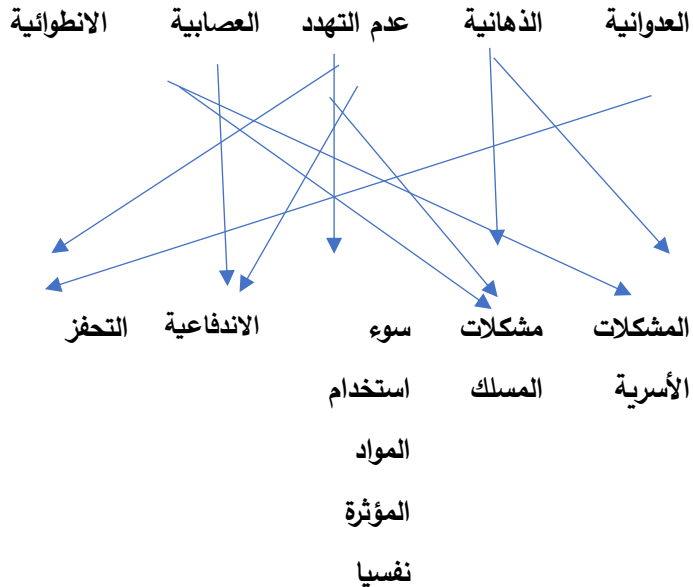 العدوانية الذهانية عدم التهدد العصابية الانطوائية
المشكلات مشكلات سوء الاندفاعية التحفز
الأسرية المسلك استخدام
المواد
المؤثرة
نفسيا